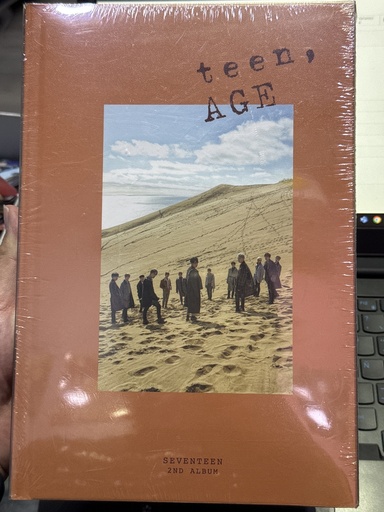 teen,
AGE
SEVENTEEN
2ND ALBUM